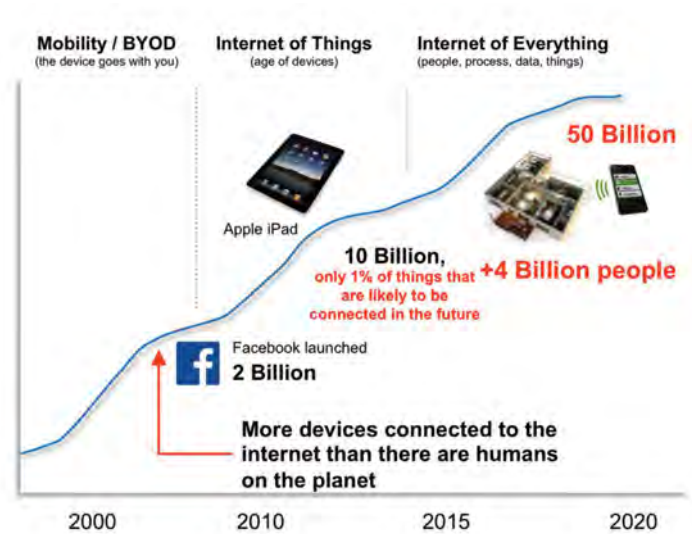 Mobility / BYOD
(the device goes with you)
Internet of Things
(age of devices)
Internet of Everything
(people, process, data, things)
50 Billion
Apple iPad
10 Billion,
only 1% of things that
are likely to be
connected in the future
+4 Billion people
Facebook launched
2 Billion
More devices connected to the
internet than there are humans
on the planet
2000
2010
2015
2020